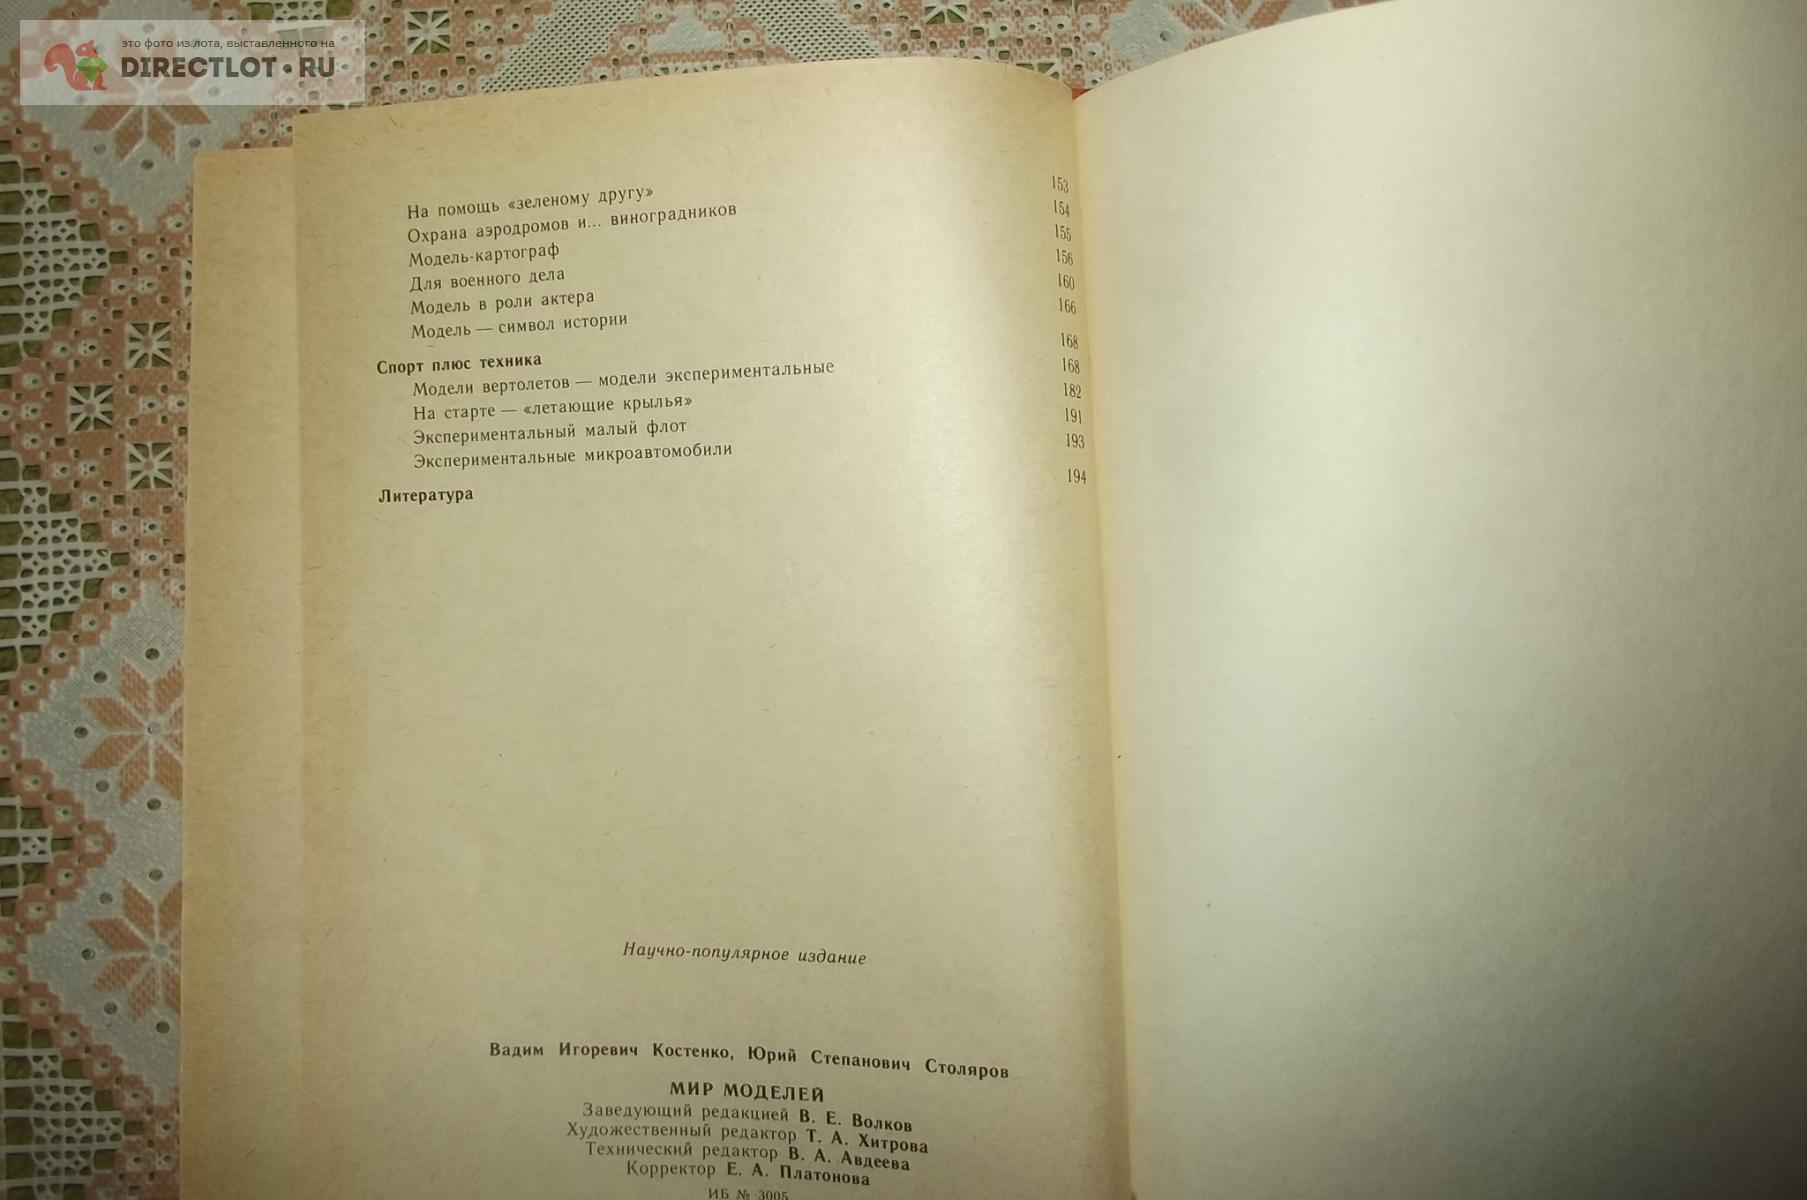 это фото из лота, выставленного на
DIRECTLOT.RU
На помощь «зеленому другу» 153
Охрана аэродромов и... виноградников 154
Модель-картограф 155
Для военного дела 156
Модель в роли актера 160
Модель — символ истории 166
Спорт плюс техника 168
Модели вертолетов — модели экспериментальные 168
На старте — «летающие крылья» 182
Экспериментальный малый флот 191
Экспериментальные микроавтомобили 193
Литература 194
Научно-популярное издание
Вадим Игоревич Костенко, Юрий Степанович Столяров
МИР МОДЕЛЕЙ
Заведующий редакцией В. Е. Волков
Художественный редактор Т. А. Хитрова
Технический редактор В. А. Авдеева
Корректор Е. А. Платонова
ИБ № 3005